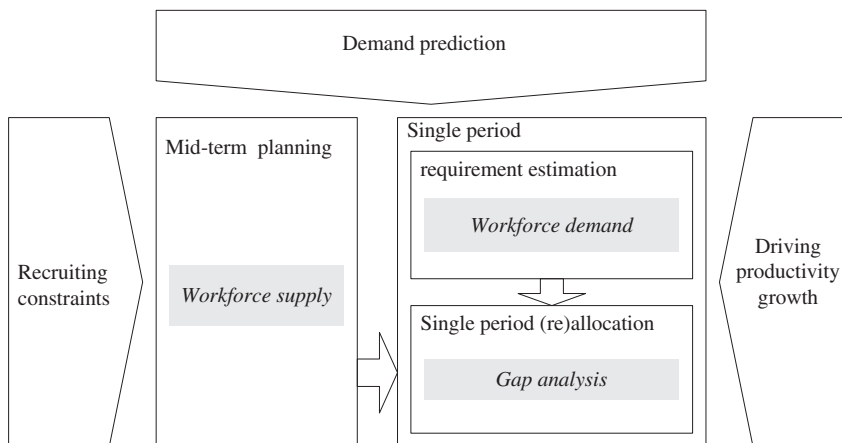 Demand prediction
Recruiting
constraints
Mid-term planning
Workforce supply
Single period
requirement estimation
Workforce demand
Single period (re)allocation
Gap analysis
Driving
productivity
growth